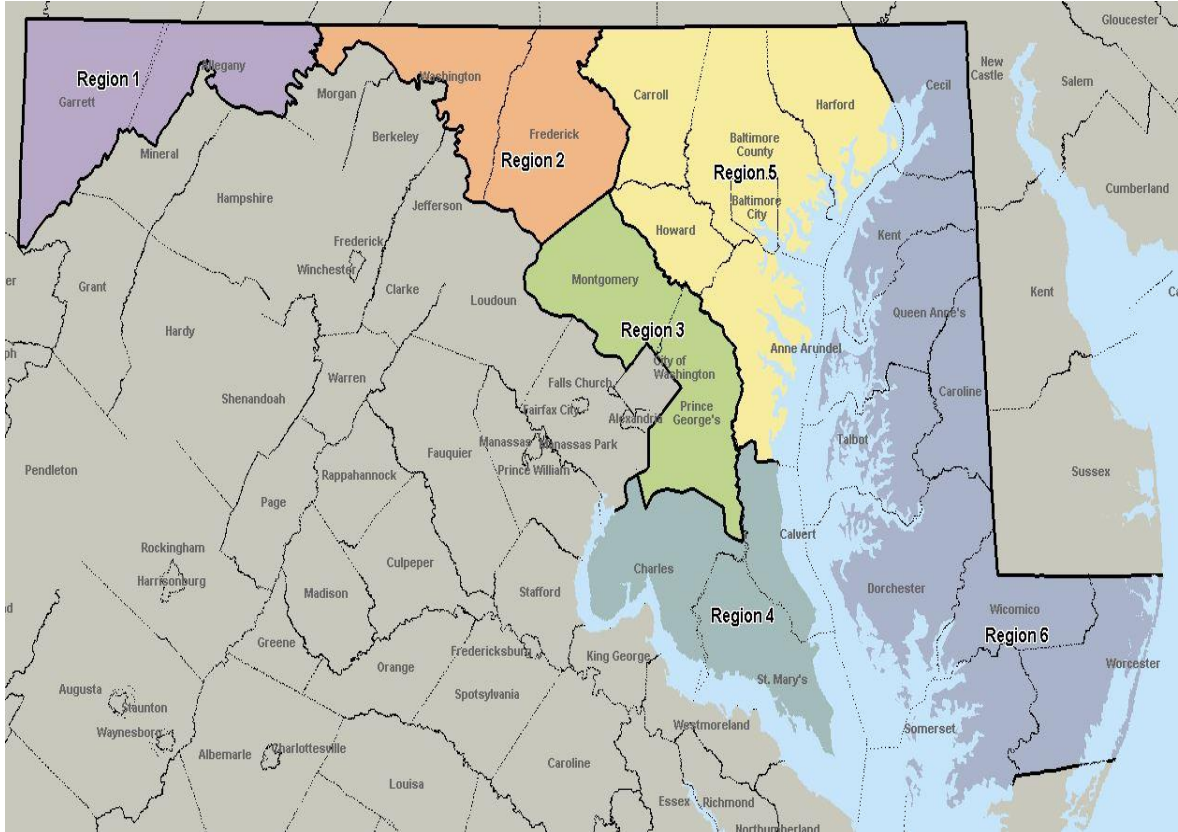 Gloucester
New
Castle
Salem
Cecil
Region 1
Allegany
Garrett
Washington
Morgan
Carroll
Harford
Mineral
Berkeley
Frederick
Region 2
Baltimore
County
Region 5
Baltimore
City
Cumberland
Hampshire
Jefferson
Howard
Kent
Frederick
Winchester
Grant
Clarke
Loudoun
Montgomery
Kent
Hardy
Queen Anne's
Region 3
Anne Arundel
City of
Washington
Warren
Falls Church
Caroline
Shenandoah
Fairfax City
Alexandria
Prince
George's
Talbot
Manassas
Manassas Park
Fauquier
Prince William
Pendleton
Rappahannock
Sussex
Page
Calvert
Rockingham
Culpeper
Charles
Harrisonburg
Madison
Stafford
Dorchester
Region 4
Wicomico
Region 6
Greene
Orange
Fredericksburg
King George
Worcester
St. Mary's
Augusta
Spotsylvania
Staunton
Westmoreland
Somerset
Waynesboro
Albemarle
Charlottesville
Caroline
Louisa
Essex
Richmond
Northumberland